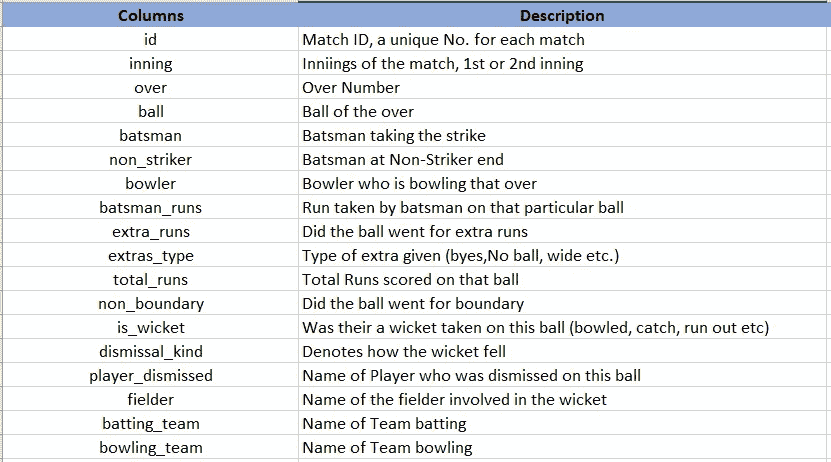 Columns Description
id Match ID, a unique No. for each match
inning Inniings of the match, 1st or 2nd inning
over Over Number
ball Ball of the over
batsman Batsman taking the strike
non_striker Batsman at Non-Striker end
bowler Bowler who is bowling that over
batsman_runs Run taken by batsman on that particular ball
extra_runs Did the ball went for extra runs
extras_type Type of extra given (byes,No ball, wide etc.)
total_runs Total Runs scored on that ball
non_boundary Did the ball went for boundary
is_wicket Was their a wicket taken on this ball (bowled, catch, run out etc)
dismissal_kind Denotes how the wicket fell
player_dismissed Name of Player who was dismissed on this ball
fielder Name of the fielder involved in the wicket
batting_team Name of Team batting
bowling_team Name of Team bowling